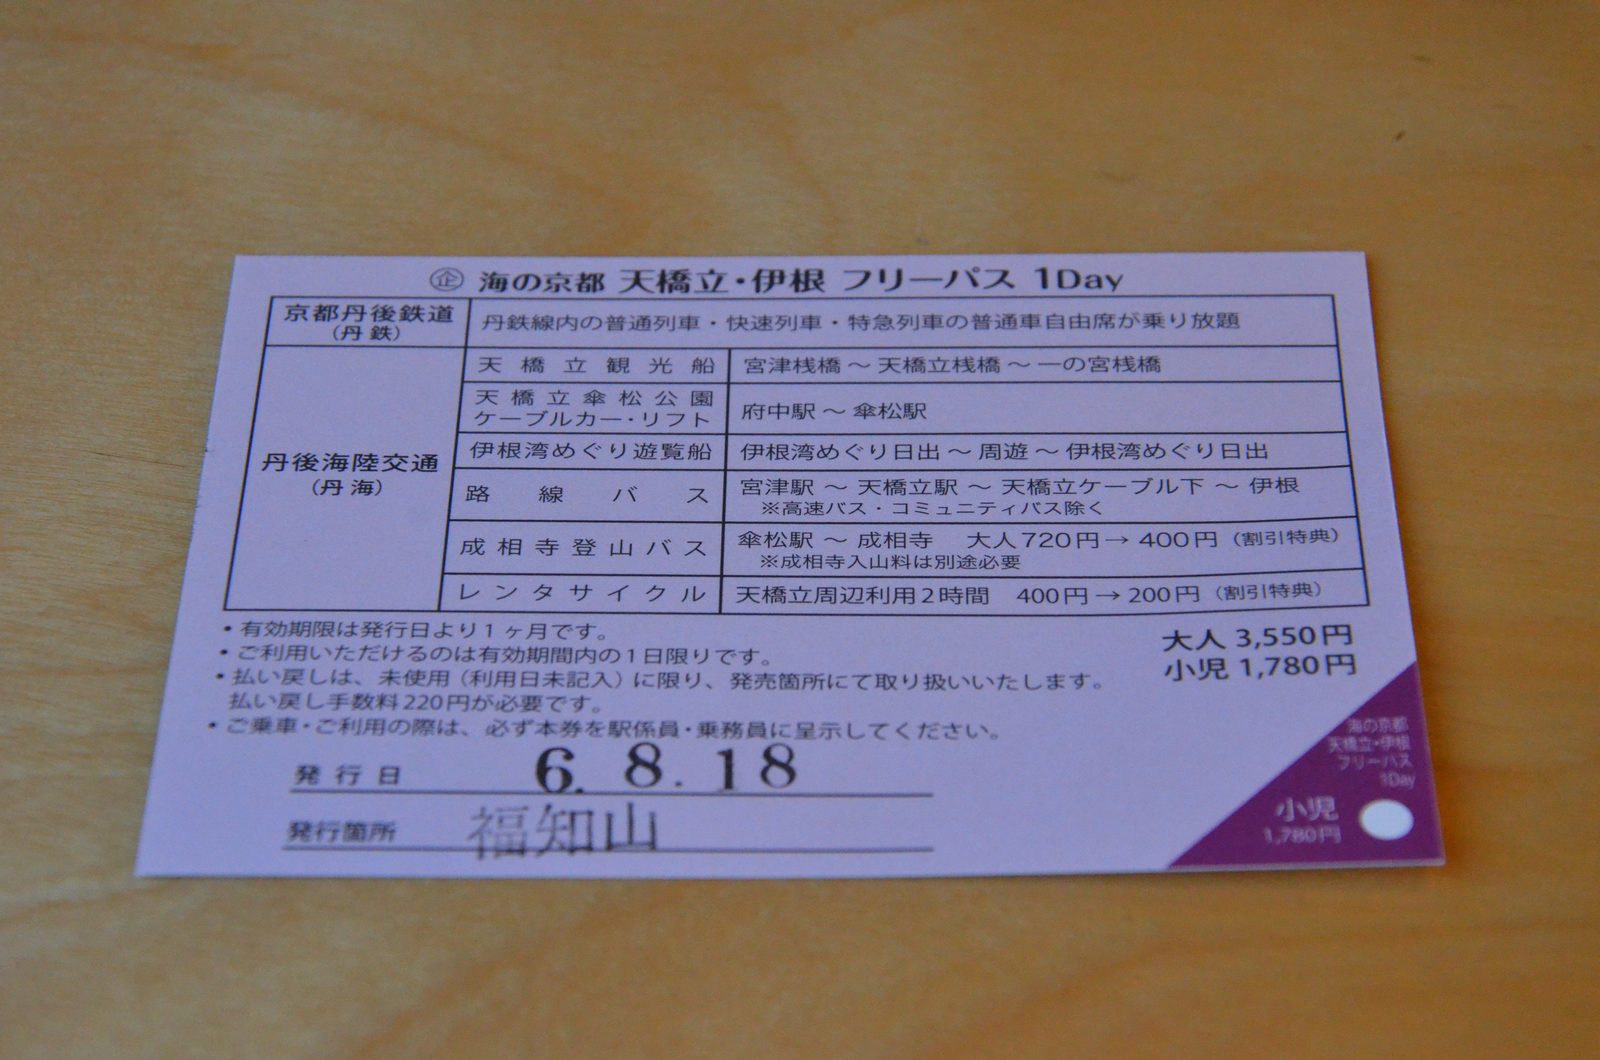 ㊭ 海の京都 天橋立・伊根 フリーパス 1Day
京都丹後鉄道
(丹鉄)
丹鉄線内の普通列車・快速列車・特急列車の普通車自由席が乗り放題
丹後海陸交通
(丹海)
天橋立観光船
宮津桟橋～天橋立桟橋～一の宮桟橋
天橋立傘松公園
ケーブルカー・リフト
府中駅～傘松駅
伊根湾めぐり遊覧船
伊根湾めぐり日出～周遊～伊根湾めぐり日出
路線バス
宮津駅～天橋立駅～天橋立ケーブル下～伊根
※高速バス・コミュニティバス除く
成相寺登山バス
傘松駅～成相寺 大人720円→400円(割引特典)
※成相寺入山料は別途必要
レンタサイクル
天橋立周辺利用2時間 400円→200円(割引特典)
・有効期限は発行日より1ヶ月です。
・ご利用いただけるのは有効期間内の1日限りです。
・払い戻しは、未使用(利用日未記入)に限り、発売箇所にて取り扱いいたします。
払い戻し手数料220円が必要です。
・ご乗車・ご利用の際は、必ず本券を駅係員・乗務員に呈示してください。
大人 3,550円
小児 1,780円
発行日 6. 8. 18
発行箇所 福知山
海の京都
天橋立・伊根
フリーパス
1Day
小児
1,780円